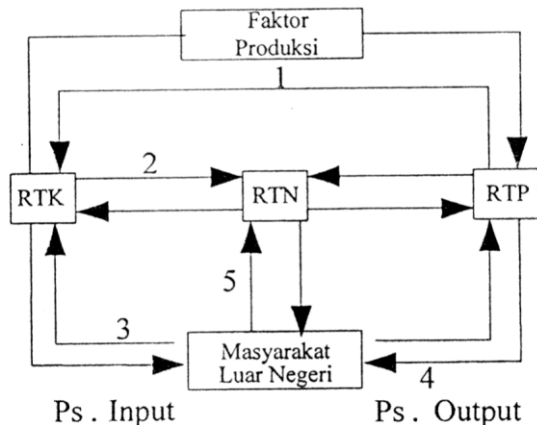 Faktor
Produksi
1
2
RTK
RTN
RTP
5
3
Masyarakat
Luar Negeri
4
Ps. Input
Ps. Output